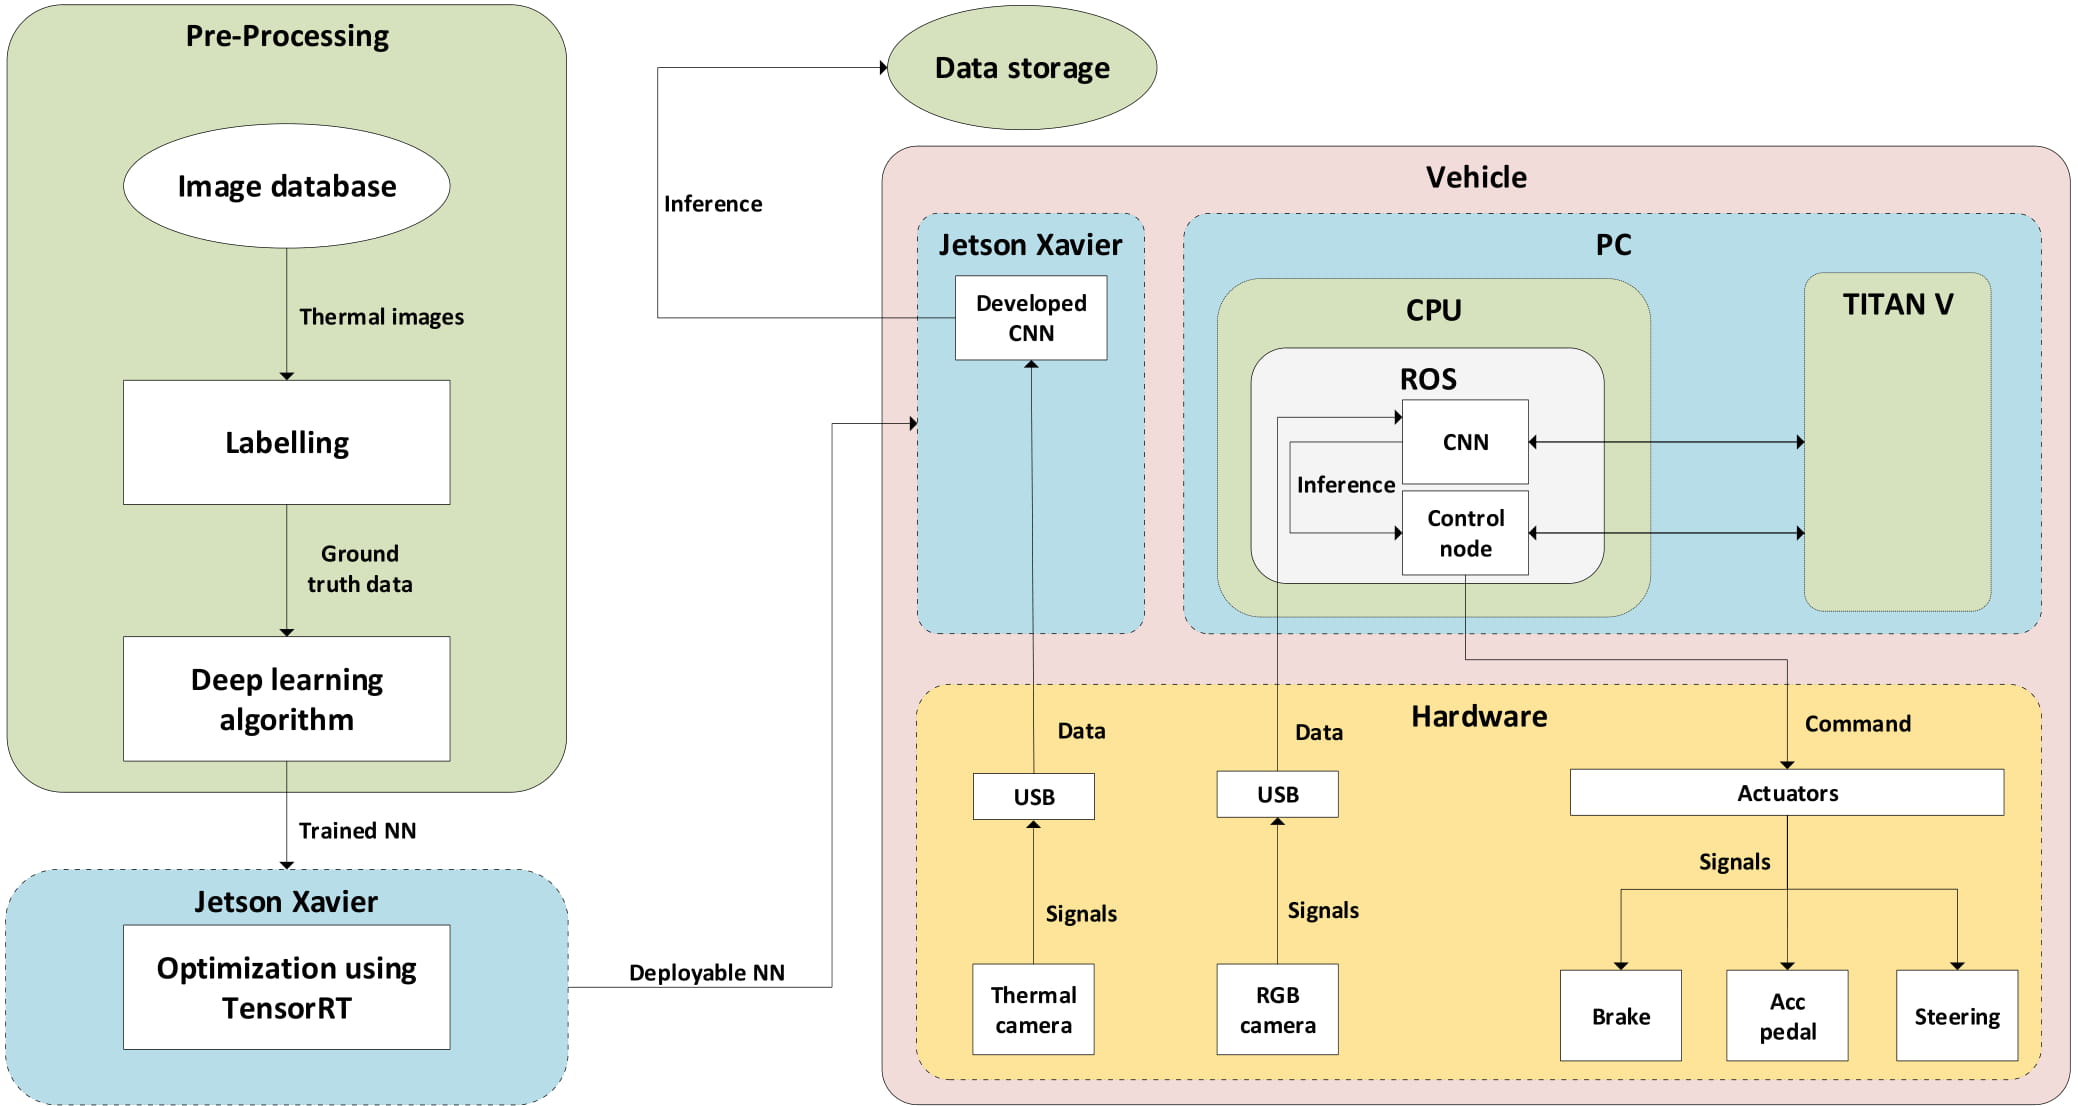 Pre-Processing
Image database
Thermal images
Labelling
Ground
truth data
Deep learning
algorithm
Trained NN
Jetson Xavier
Optimization using
TensorRT
Deployable NN
Inference
Data storage
Vehicle
Jetson Xavier
Developed
CNN
PC
CPU
ROS
CNN
Inference
Control
node
TITAN V
Hardware
Data
Data
Command
USB
USB
Actuators
Signals
Signals
Signals
Thermal
camera
RGB
camera
Brake
Acc
pedal
Steering